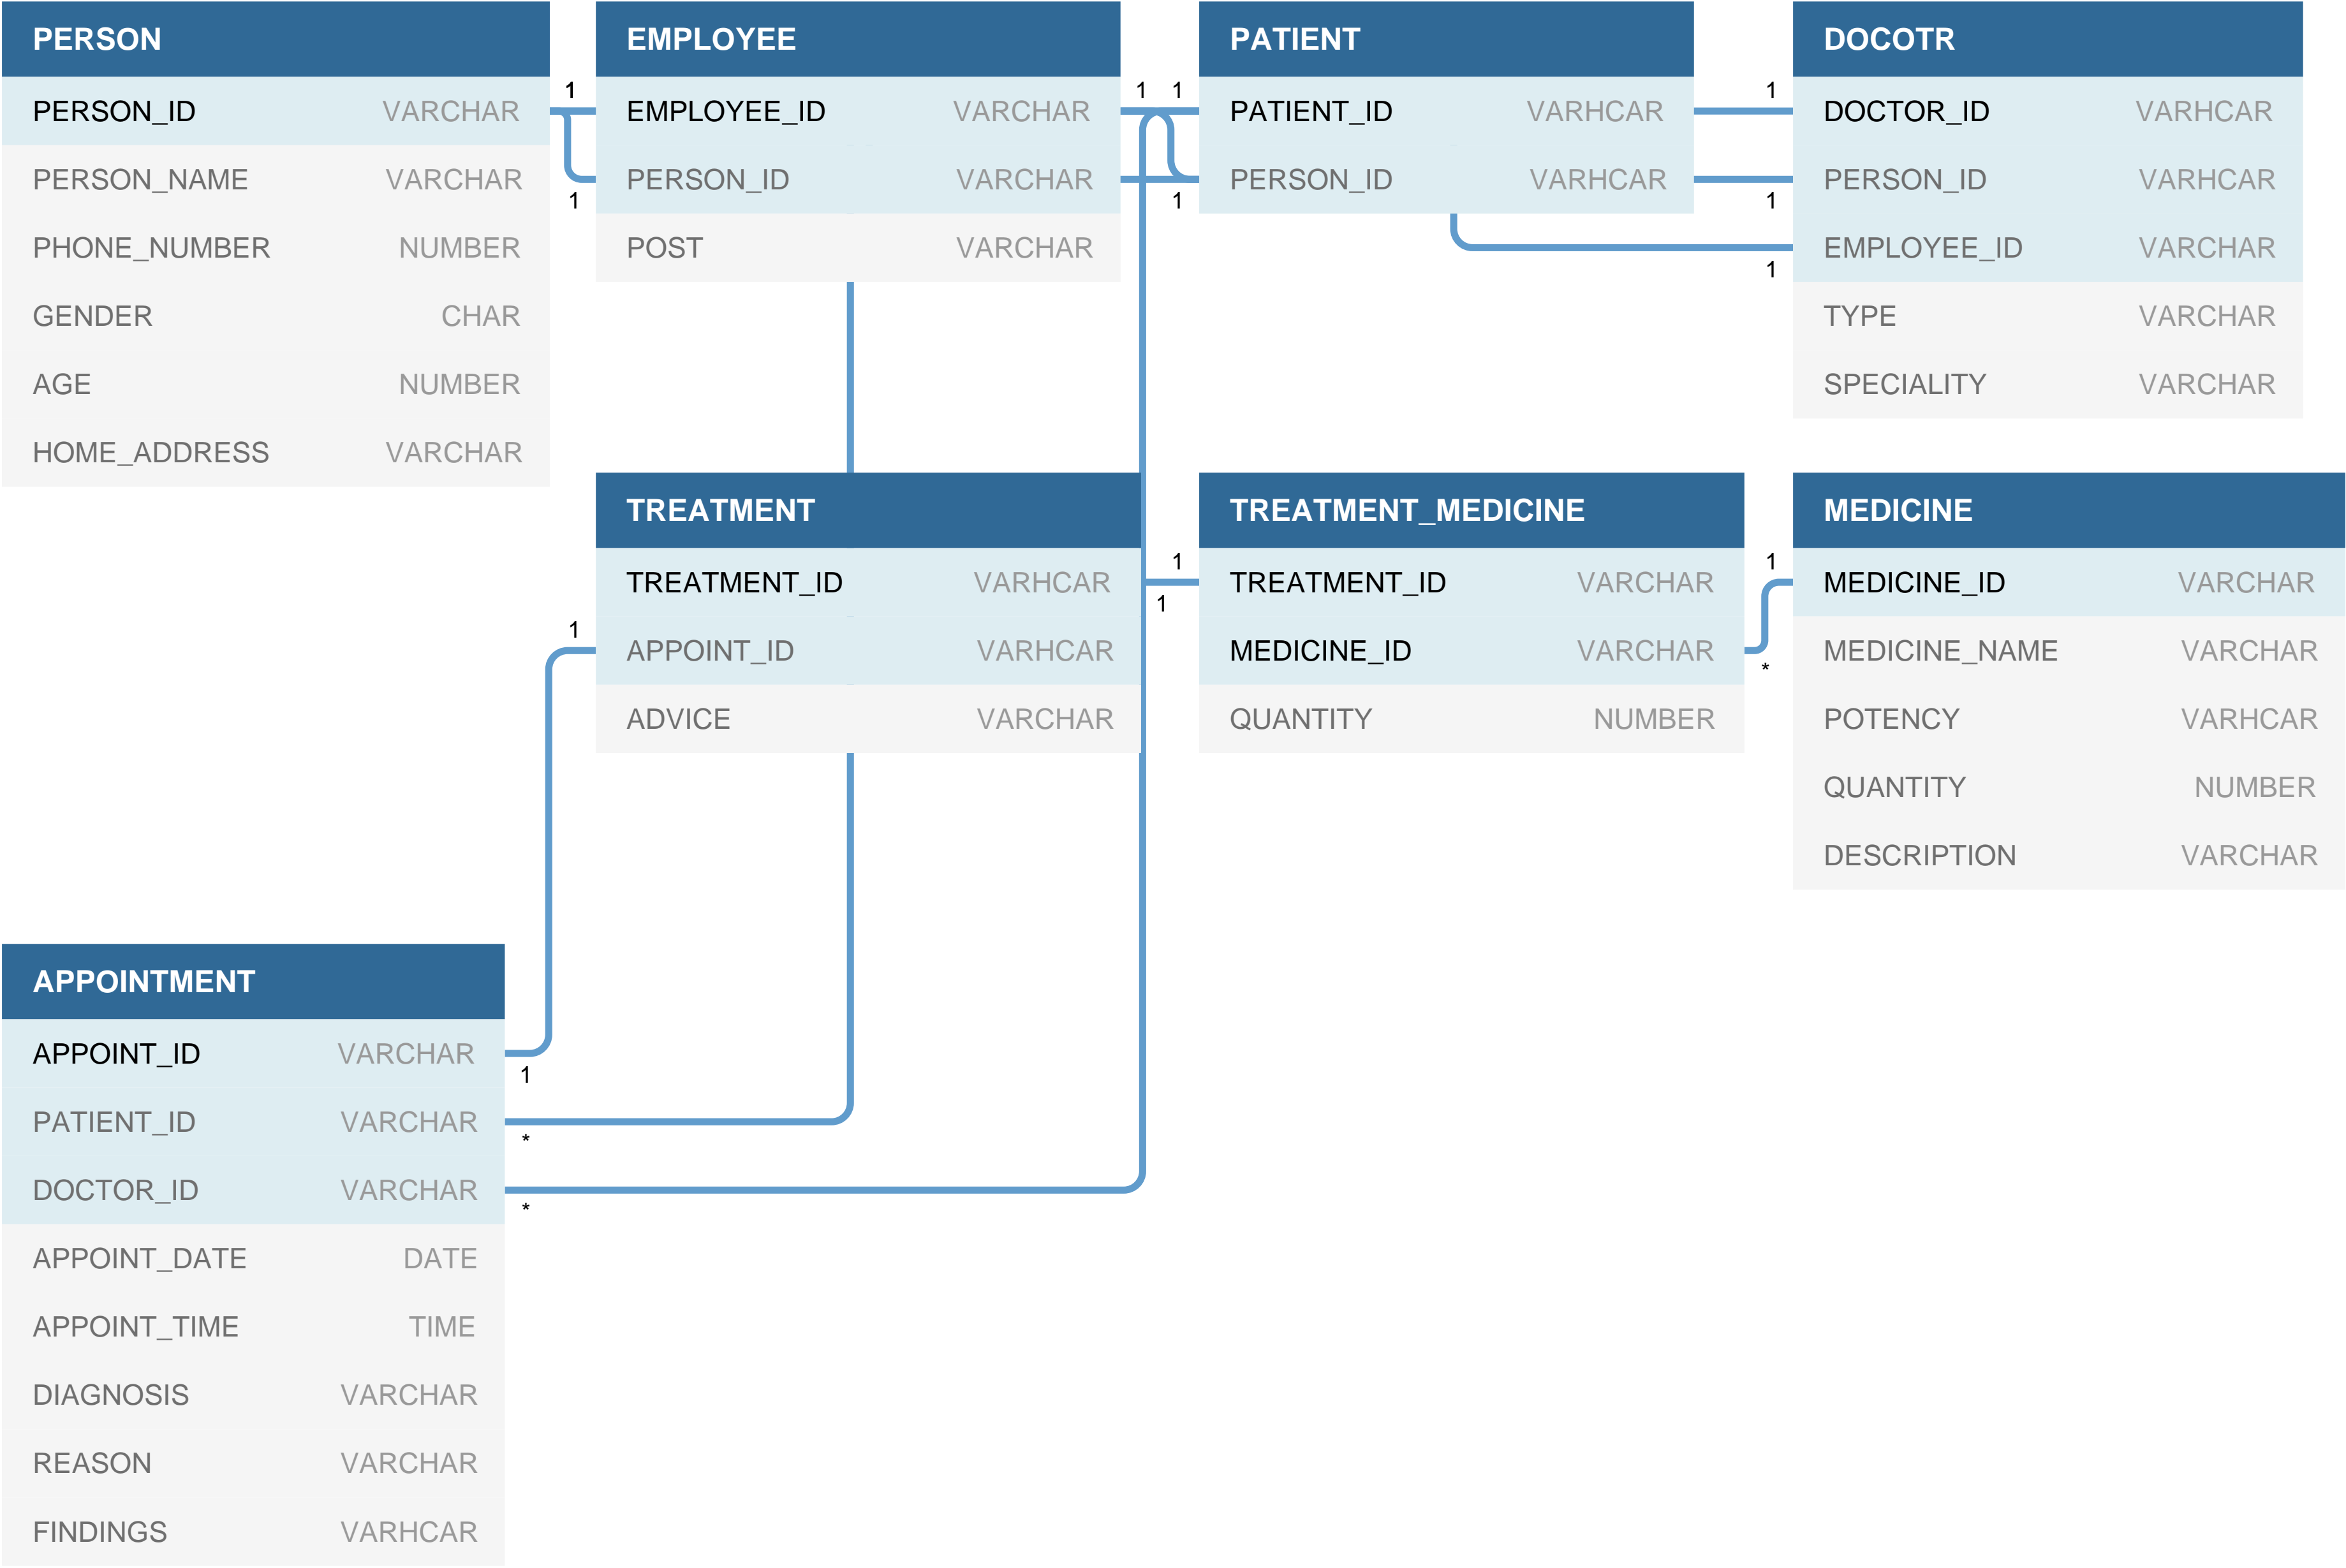 PERSON
PERSON_ID VARCHAR
PERSON_NAME VARCHAR
PHONE_NUMBER NUMBER
GENDER CHAR
AGE NUMBER
HOME_ADDRESS VARCHAR
1
1
EMPLOYEE
EMPLOYEE_ID VARCHAR
PERSON_ID VARCHAR
POST VARCHAR
1 1
1
PATIENT
PATIENT_ID VARHCAR
PERSON_ID VARHCAR
1
1
1
DOCOTR
DOCTOR_ID VARHCAR
PERSON_ID VARHCAR
EMPLOYEE_ID VARCHAR
TYPE VARCHAR
SPECIALITY VARCHAR
TREATMENT
TREATMENT_ID VARHCAR
APPOINT_ID VARHCAR
ADVICE VARCHAR
1
1
1
TREATMENT_MEDICINE
TREATMENT_ID VARCHAR
MEDICINE_ID VARCHAR
QUANTITY NUMBER
1
*
MEDICINE
MEDICINE_ID VARCHAR
MEDICINE_NAME VARCHAR
POTENCY VARHCAR
QUANTITY NUMBER
DESCRIPTION VARCHAR
APPOINTMENT
APPOINT_ID VARCHAR
PATIENT_ID VARCHAR
DOCTOR_ID VARCHAR
APPOINT_DATE DATE
APPOINT_TIME TIME
DIAGNOSIS VARCHAR
REASON VARCHAR
FINDINGS VARHCAR
1
*
*